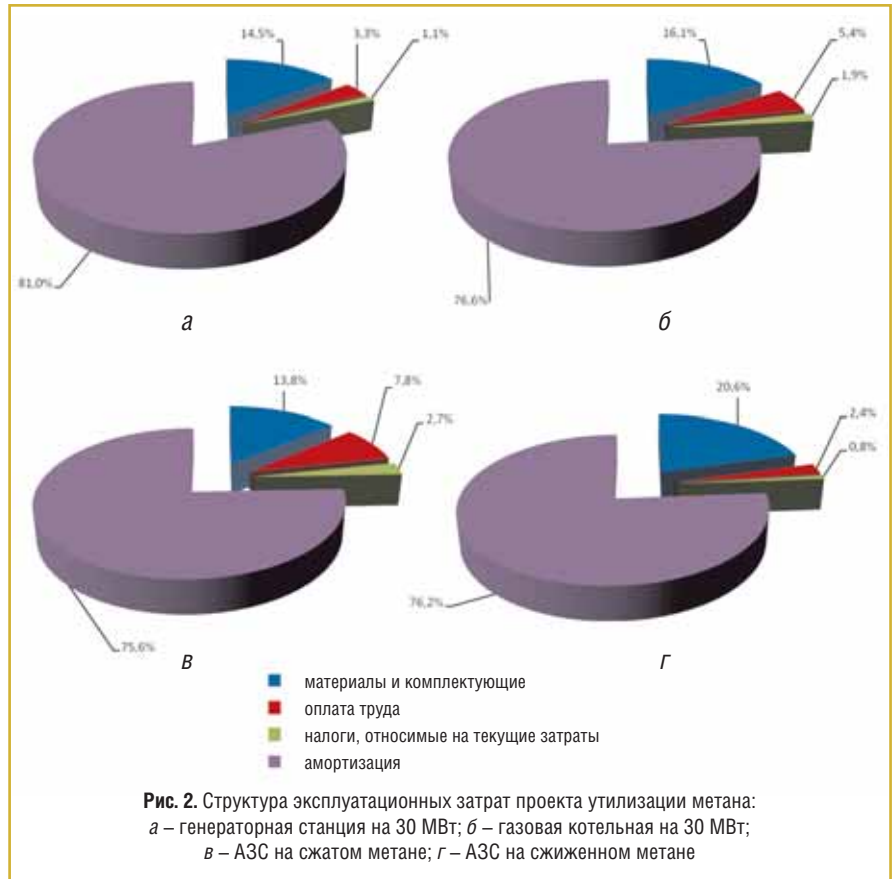 14,5%
3,3%
1,1%
81,0%
а
16,1%
5,4%
1,9%
76,6%
б
13,8%
7,8%
2,7%
75,6%
в
20,6%
2,4%
0,8%
76,2%
г
материалы и комплектующие
оплата труда
налоги, относимые на текущие затраты
амортизация
Рис. 2. Структура эксплуатационных затрат проекта утилизации метана:
а – генераторная станция на 30 МВт; б – газовая котельная на 30 МВт;
в – АЗС на сжатом метане; г – АЗС на сжиженном метане